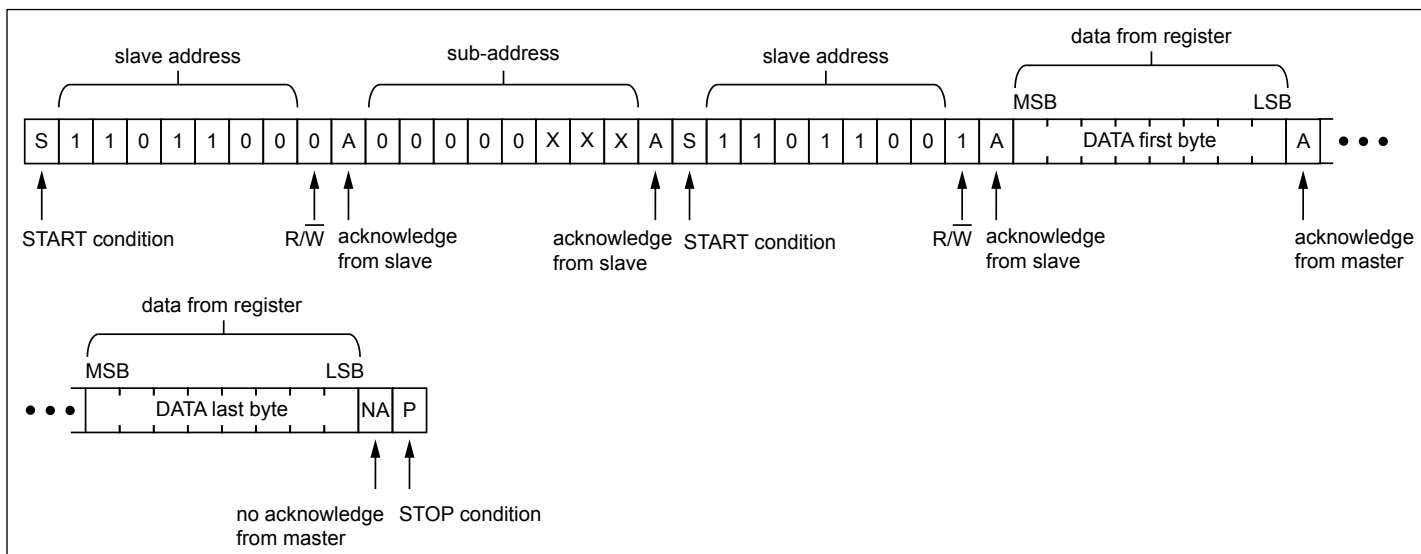 slave address sub-address slave address data from register
MSB LSB
S 1 1 0 1 1 0 0 0 A 0 0 0 0 0 X X X A S 1 1 0 1 1 0 0 1 A DATA first byte A •••
START condition R/W̅ acknowledge from slave acknowledge from slave START condition R/W̅ acknowledge from slave acknowledge from master
data from register
MSB LSB
••• DATA last byte NA P
no acknowledge from master STOP condition